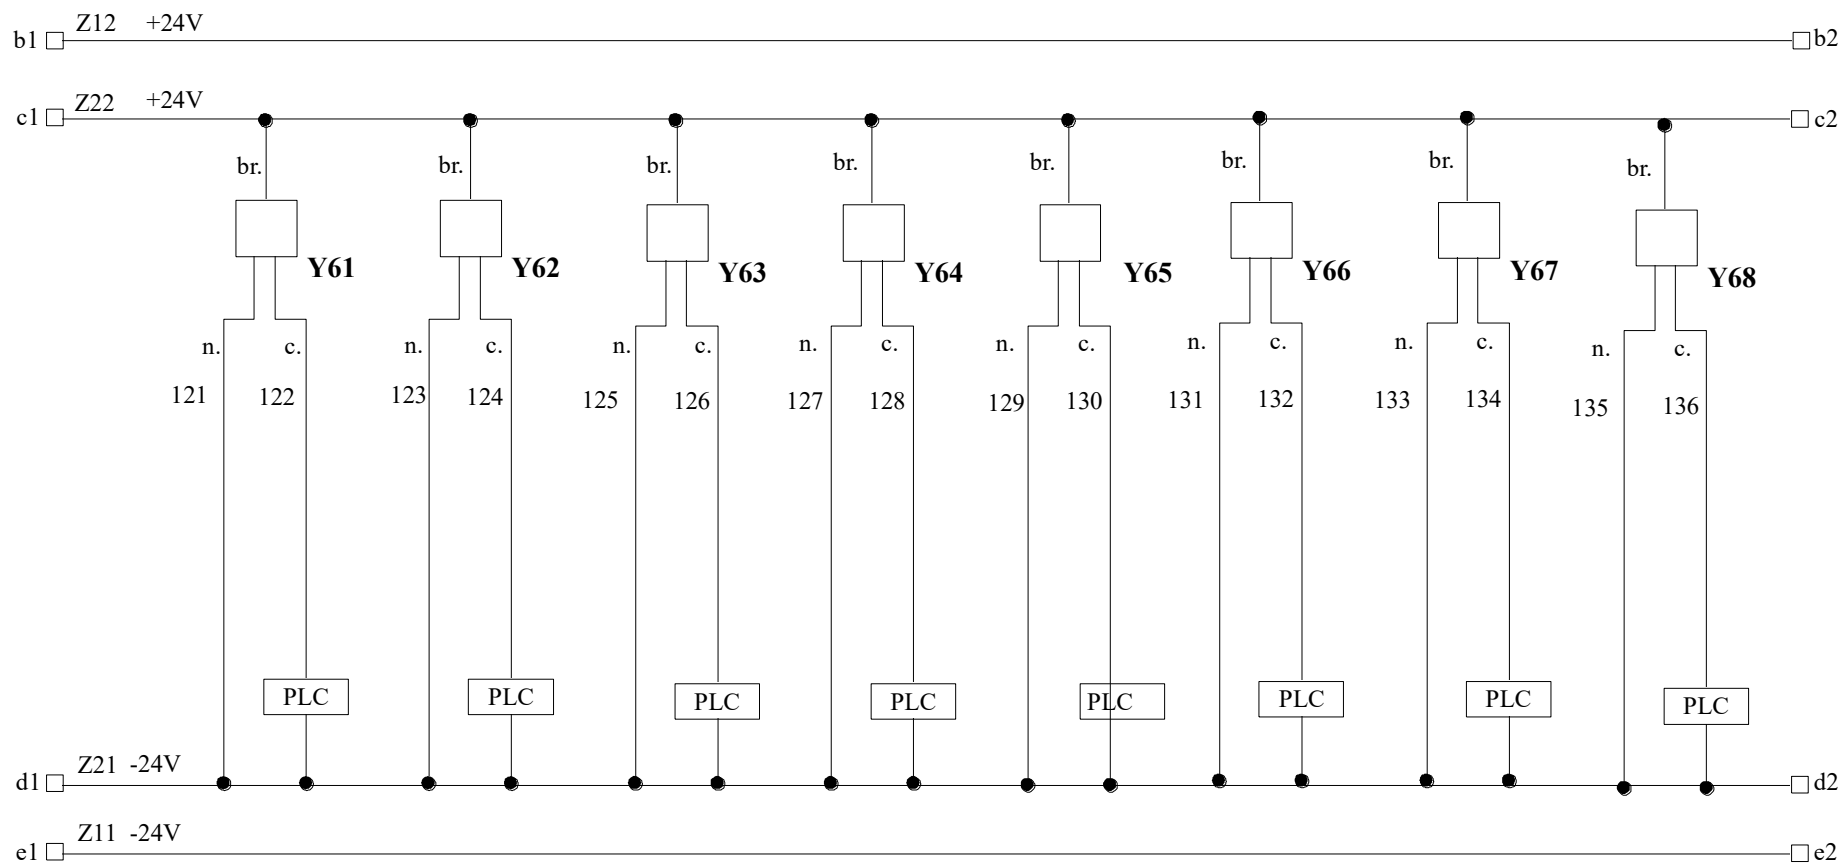 Z12 +24V
b1 b2
Z22 +24V
c1 c2
br. br. br. br. br. br. br. br.
Y61 Y62 Y63 Y64 Y65 Y66 Y67 Y68
n. c. n. c. n. c. n. c. n. c. n. c. n. c. n. c.
121 122 123 124 125 126 127 128 129 130 131 132 133 134 135 136
PLC PLC PLC PLC PLC PLC PLC PLC
Z21 -24V
d1 d2
Z11 -24V
e1 e2